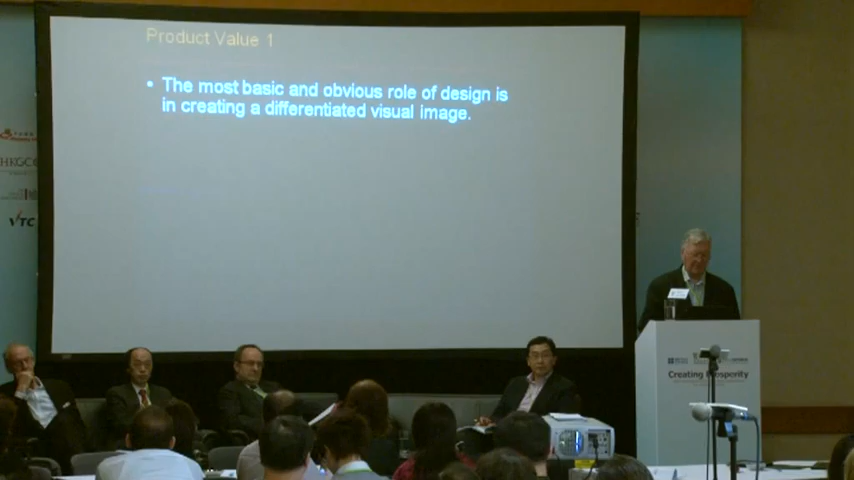 Product Value 1
• The most basic and obvious role of design is
in creating a differentiated visual image.
HKGCC
VTC
Creating Prosperity